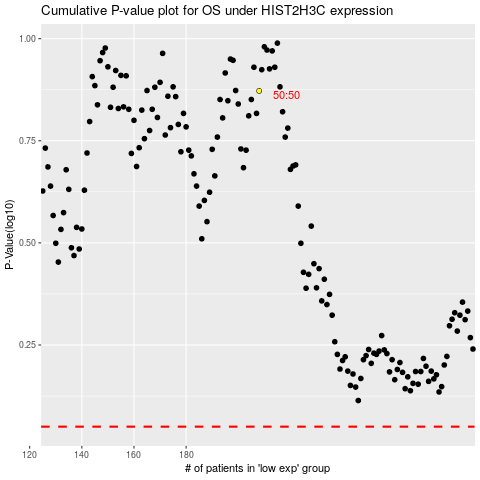 Cumulative P-value plot for OS under HIST2H3C expression
1.00
0.75
0.50
0.25
P-Value(log10)
50:50
120 140 160 180
# of patients in 'low exp' group